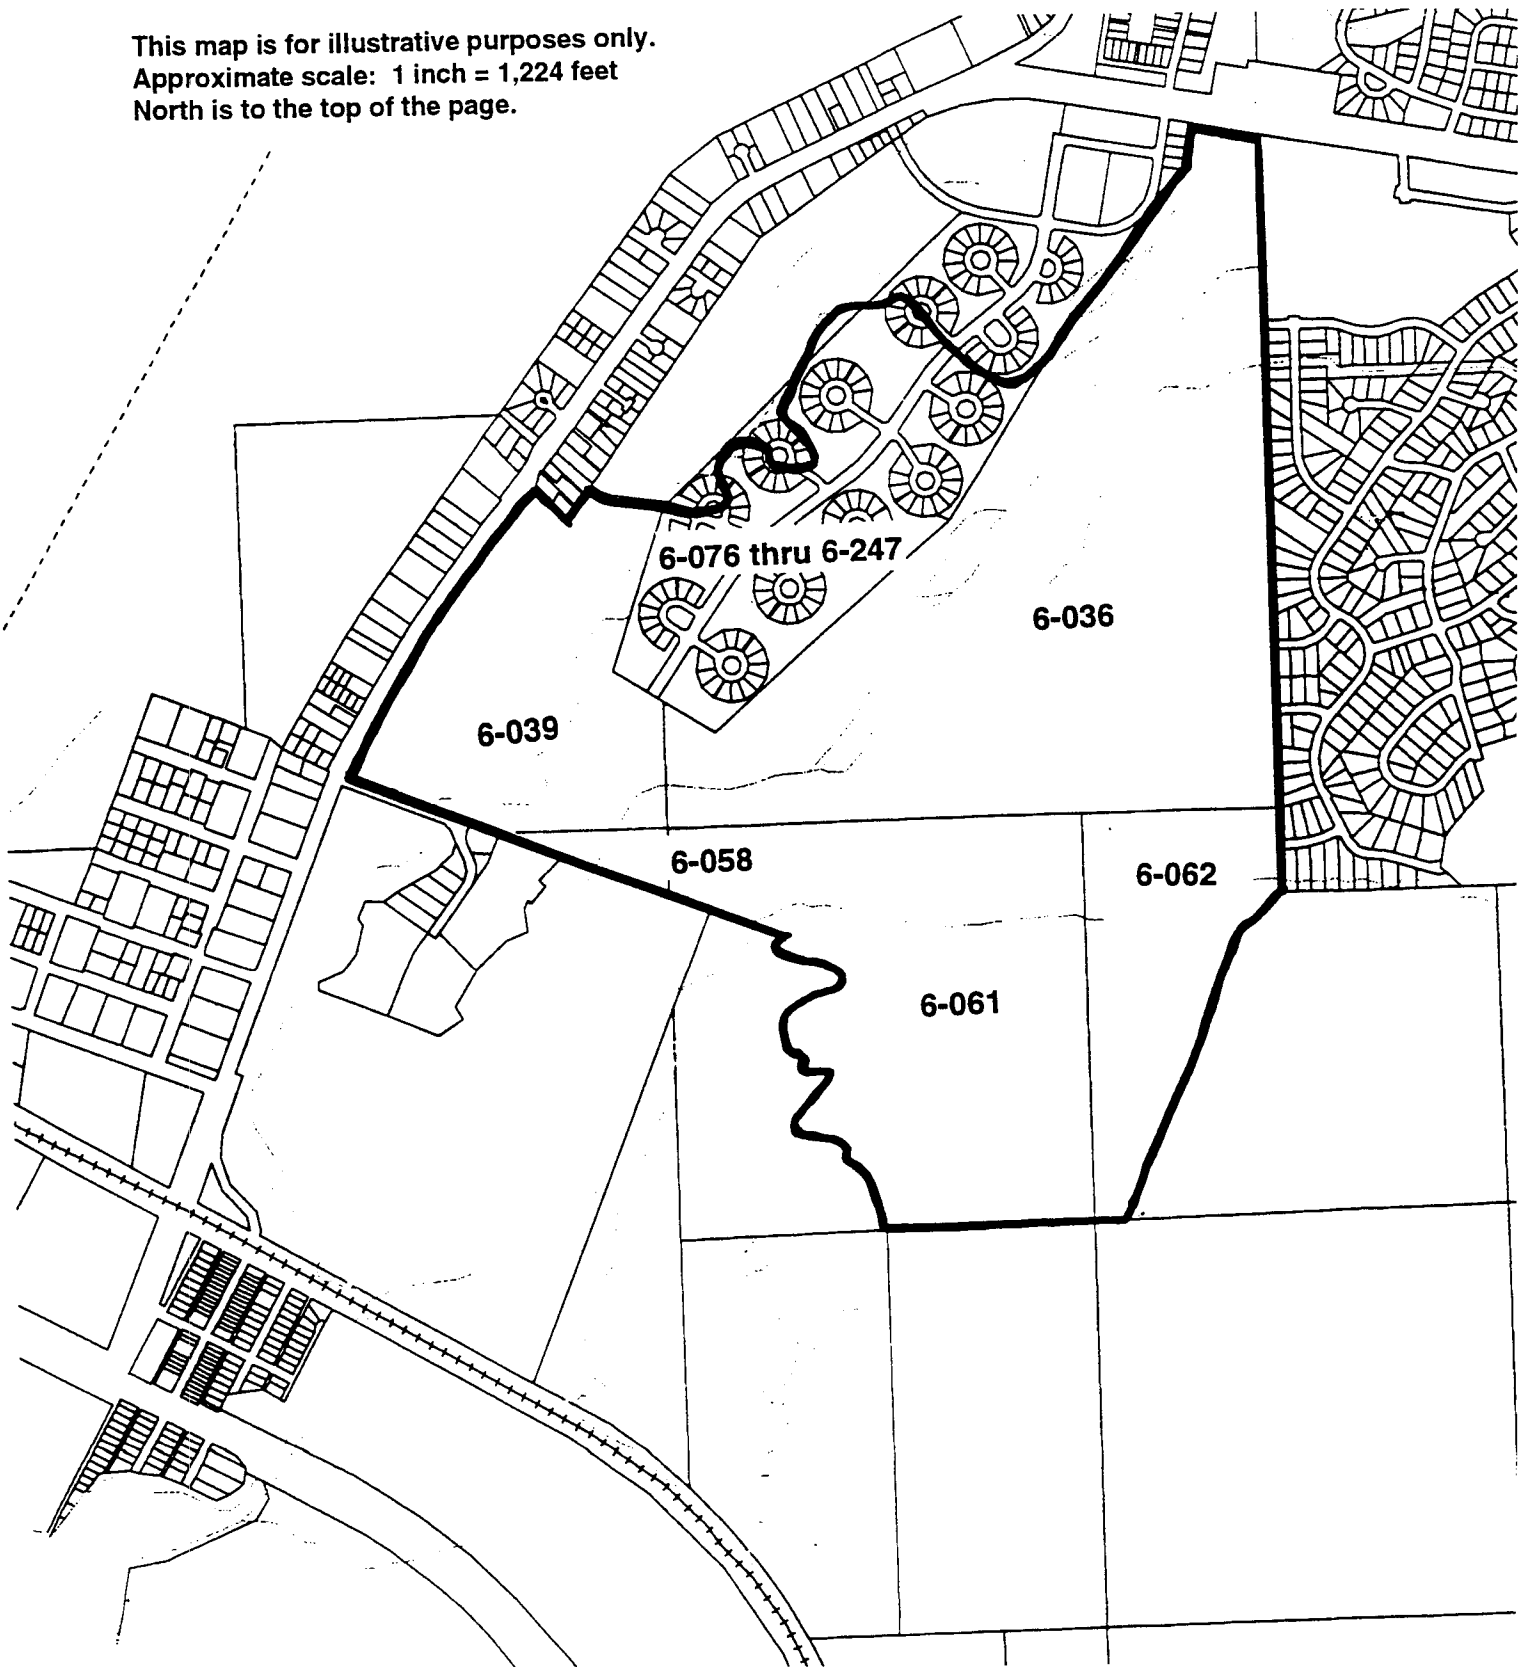 This map is for illustrative purposes only.
Approximate scale: 1 inch = 1,224 feet
North is to the top of the page.
6-076 thru 6-247
6-036
6-039
6-058
6-062
6-061